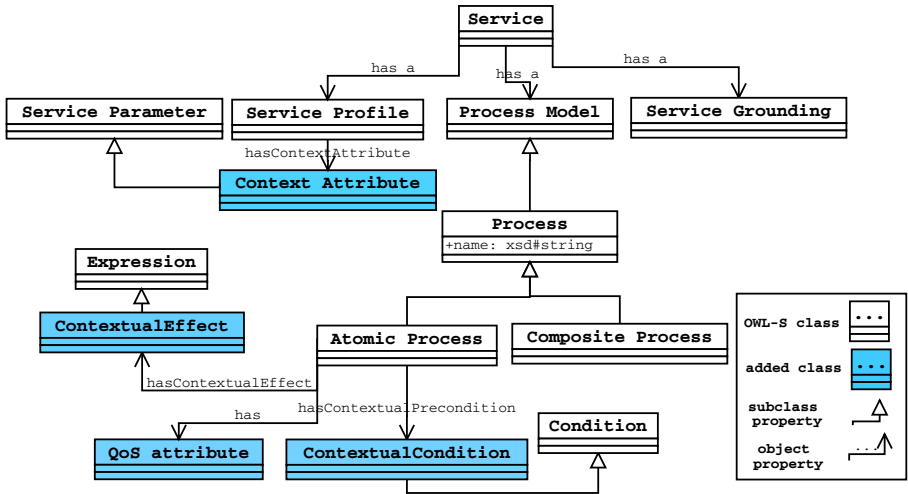 Service
has a
has a
has a
Service Parameter
Service Profile
Process Model
Service Grounding
hasContextAttribute
Context Attribute
Process
+name: xsd#string
Expression
ContextualEffect
Atomic Process
Composite Process
hasContextualEffect
has
hasContextualPrecondition
Condition
QoS attribute
ContextualCondition
OWL-S class
...
added class
...
subclass
property
object
property
...